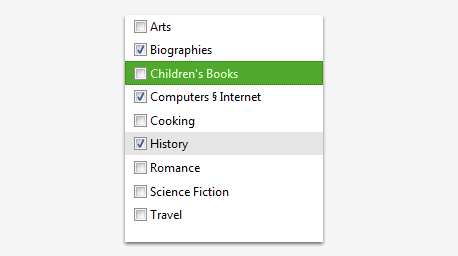 Arts
Biographies
Children's Books
Computers § Internet
Cooking
History
Romance
Science Fiction
Travel